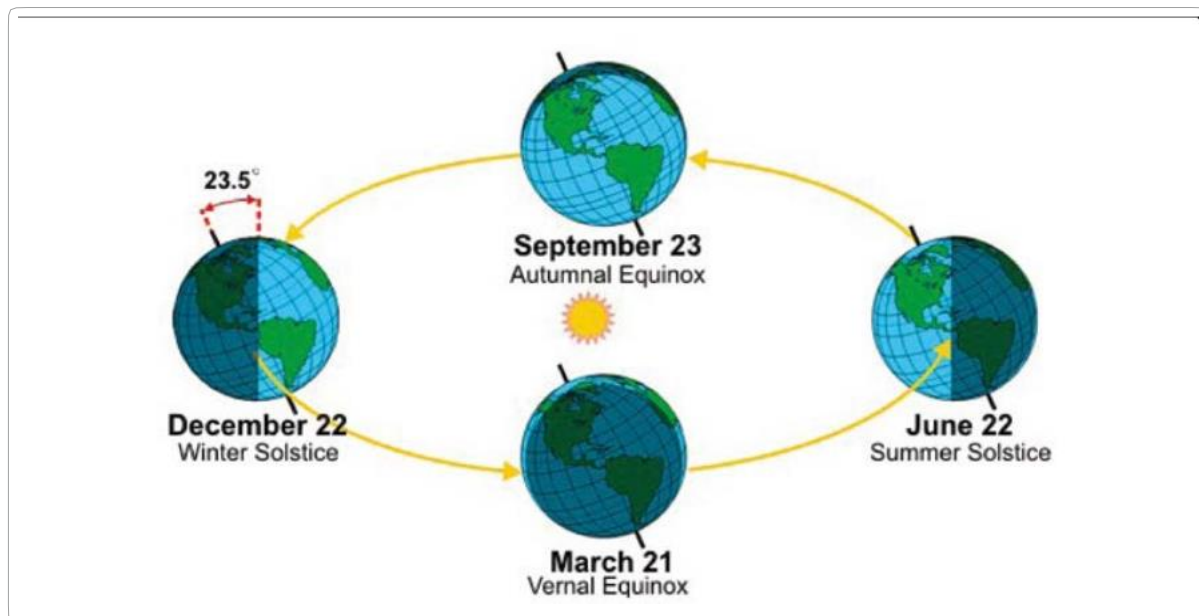 September 23
Autumnal Equinox
23.5°
December 22
Winter Solstice
June 22
Summer Solstice
March 21
Vernal Equinox